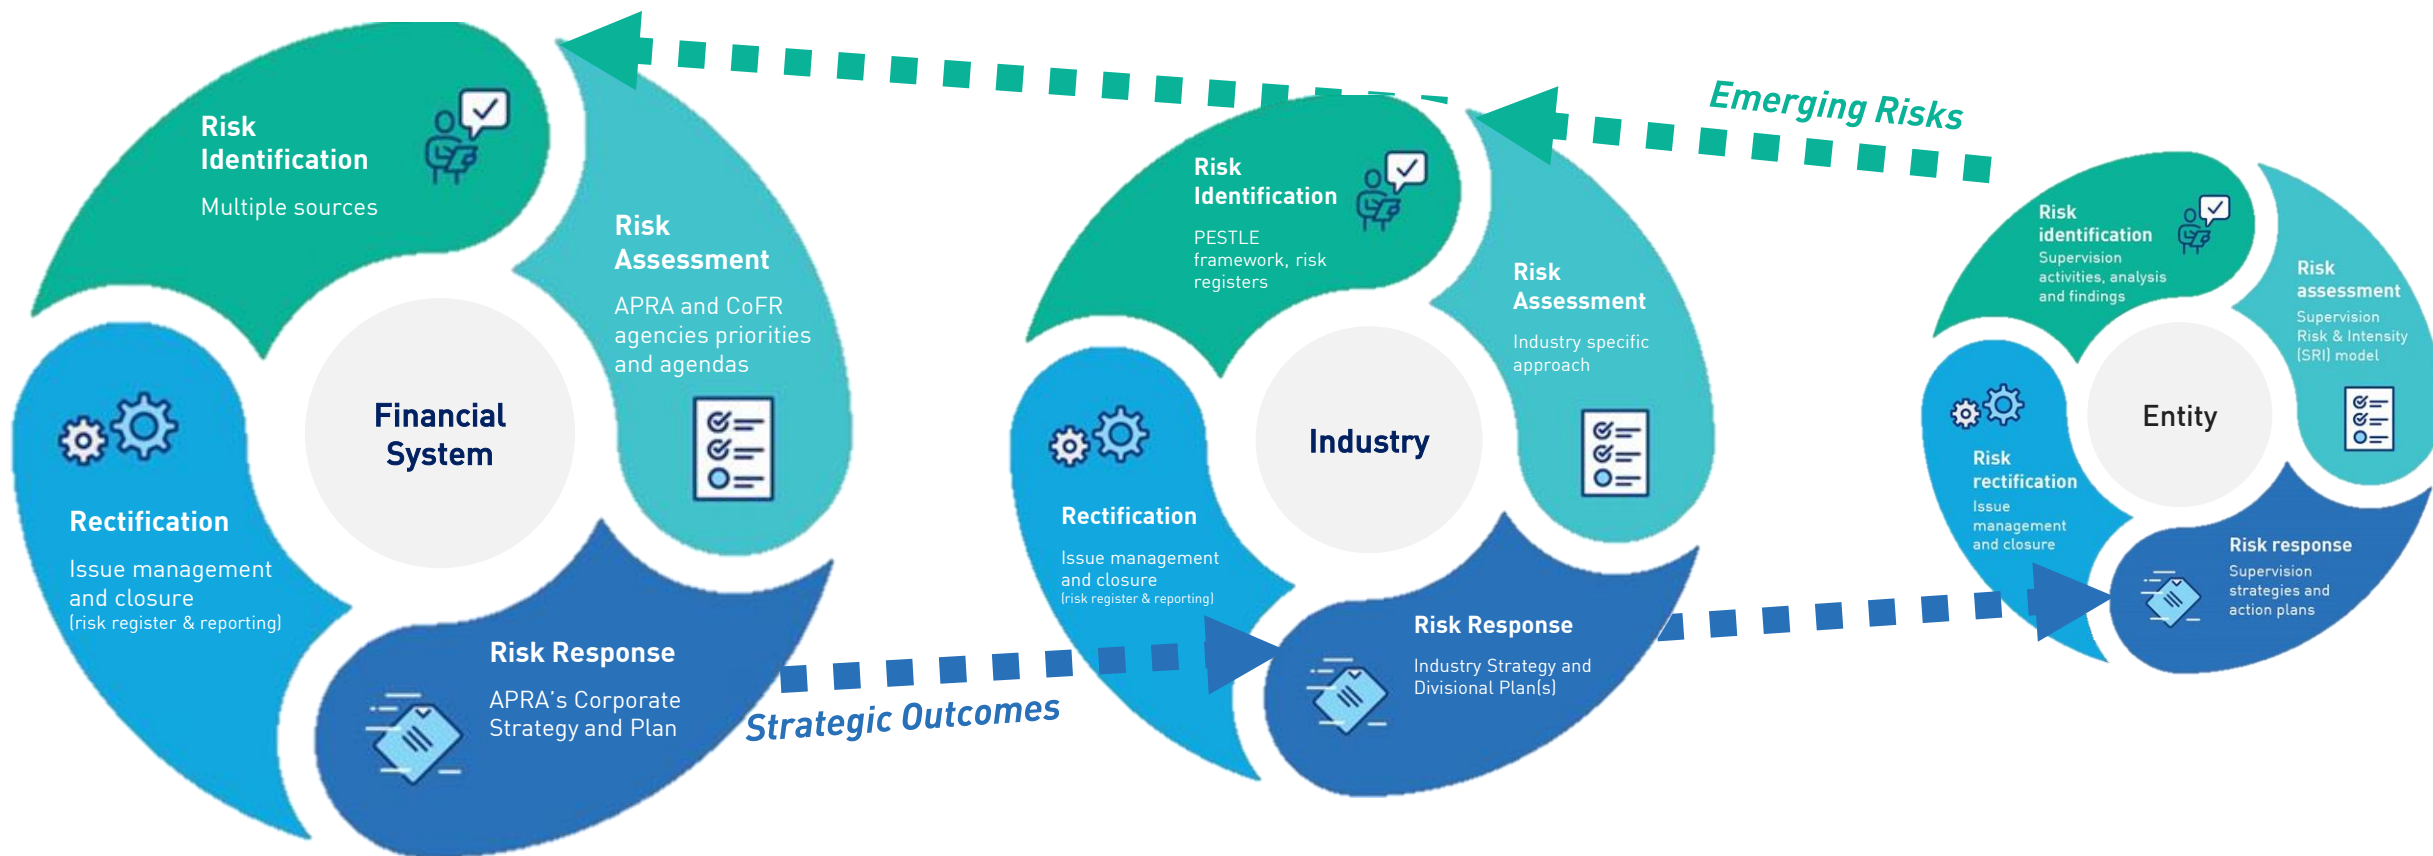 Risk
Identification
Multiple sources
Risk
Assessment
APRA and CoFR
agencies priorities
and agendas
Financial
System
Rectification
Issue management
and closure
(risk register & reporting)
Risk Response
APRA's Corporate
Strategy and Plan
Strategic Outcomes
Emerging Risks
Risk
Identification
PESTLE
framework, risk
registers
Risk
Assessment
Industry specific
approach
Industry
Rectification
Issue management
and closure
(risk register & reporting)
Risk Response
Industry Strategy and
Divisional Plan(s)
Risk
identification
Supervision
activities, analysis
and findings
Risk
assessment
Supervision
Risk & Intensity
(SRI) model
Entity
Risk
rectification
Issue
management
and closure
Risk response
Supervision
strategies and
action plans